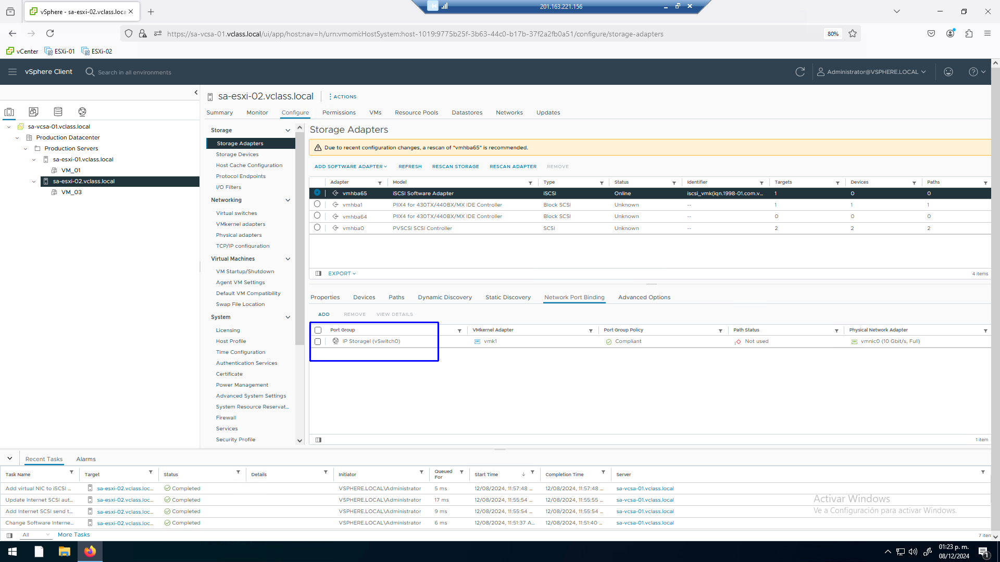 vSphere - sa-esxi-02.vclass.loca
201.163.221.156
https://sa-vcsa-01.vclass.local/ui/app/host;nav=h/urn:vmomi:HostSystem:host-1019:9775b25f-3b63-44c0-b17b-37f2a2fb0a51/configure/storage-adapters
80%
vCenter ESXi-01 ESXi-02
vSphere Client Search in all environments Administrator@VSPHERE.LOCAL
sa-esxi-02.vclass.local ACTIONS
Summary Monitor Configure Permissions VMs Resource Pools Datastores Networks Updates
sa-vcsa-01.vclass.local
Production Datacenter
Production Servers
sa-esxi-01.vclass.local
VM_01
sa-esxi-02.vclass.local
VM_03
Storage
Storage Adapters
Storage Devices
Host Cache Configuration
Protocol Endpoints
I/O Filters
Networking
Virtual switches
VMkernel adapters
Physical adapters
TCP/IP configuration
Virtual Machines
VM Startup/Shutdown
Agent VM Settings
Default VM Compatibility
Swap File Location
System
Licensing
Host Profile
Time Configuration
Authentication Services
Certificate
Power Management
Advanced System Settings
System Resource Reservat...
Firewall
Services
Security Profile
Storage Adapters
Due to recent configuration changes, a rescan of "vmhba65" is recommended.
ADD SOFTWARE ADAPTER REFRESH RESCAN STORAGE RESCAN ADAPTER REMOVE
Adapter Model Type Status Identifier Targets Devices Paths
vmhba65 iSCSI Software Adapter iSCSI Online iscsi_vmk(iqn.1998-01.com.v... 1 0 0
vmhba1 PIIX4 for 430TX/440BX/MX IDE Controller Block SCSI Unknown -- 1 1 1
vmhba64 PIIX4 for 430TX/440BX/MX IDE Controller Block SCSI Unknown -- 0 0 0
vmhba0 PVSCSI SCSI Controller SCSI Unknown -- 2 2 2
EXPORT 4 items
Properties Devices Paths Dynamic Discovery Static Discovery Network Port Binding Advanced Options
ADD REMOVE VIEW DETAILS
Port Group VMkernel Adapter Port Group Policy Path Status Physical Network Adapter
IP Storagel (vSwitch0) vmk1 Compliant Not used vmnic0 (10 Gbit/s, Full)
1 item
Recent Tasks Alarms
Task Name Target Status Details Initiator Queued For Start Time Completion Time Server
Add virtual NIC to iSCSI ... sa-esxi-02.vclass.loc... Completed VSPHERE.LOCAL\Administrator 5 ms 12/08/2024, 11:57:48 ... 12/08/2024, 11:57:48 ... sa-vcsa-01.vclass.local
Update Internet SCSI aut... sa-esxi-02.vclass.loc... Completed VSPHERE.LOCAL\Administrator 17 ms 12/08/2024, 11:55:54 ... 12/08/2024, 11:55:55 ... sa-vcsa-01.vclass.local
Add Internet SCSI send t... sa-esxi-02.vclass.loc... Completed VSPHERE.LOCAL\Administrator 9 ms 12/08/2024, 11:55:54 ... 12/08/2024, 11:55:54 ... sa-vcsa-01.vclass.local
Change Software Interne... sa-esxi-02.vclass.loc... Completed VSPHERE.LOCAL\Administrator 6 ms 12/08/2024, 11:51:37 A... 12/08/2024, 11:51:40 ... sa-vcsa-01.vclass.local
All More Tasks 7 item
Activar Windows
Ve a Configuración para activar Windows.
01:23 p. m.
08/12/2024
1